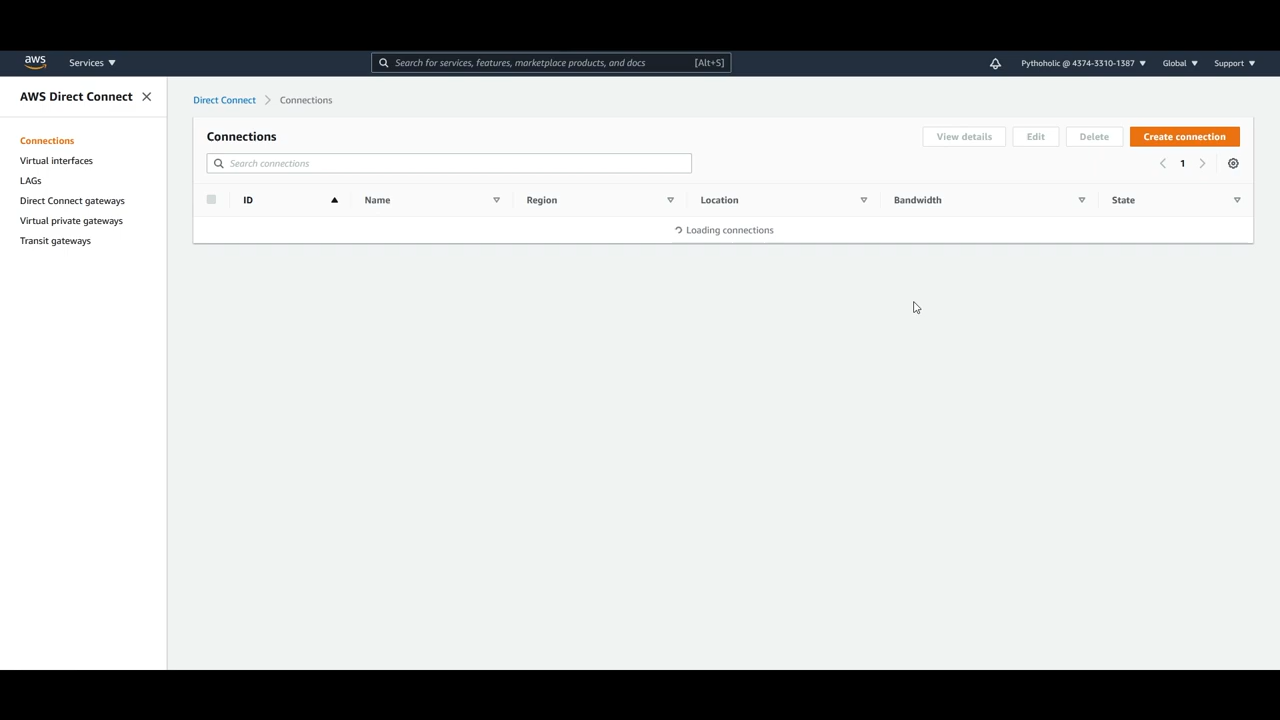 aws Services Search for services, features, marketplace products, and docs [Alt+S] Pythoholic @ 4374-3310-1387 Global Support
AWS Direct Connect
Connections
Virtual interfaces
LAGs
Direct Connect gateways
Virtual private gateways
Transit gateways
Direct Connect Connections
Connections View details Edit Delete Create connection
Search connections 1
ID Name Region Location Bandwidth State
Loading connections